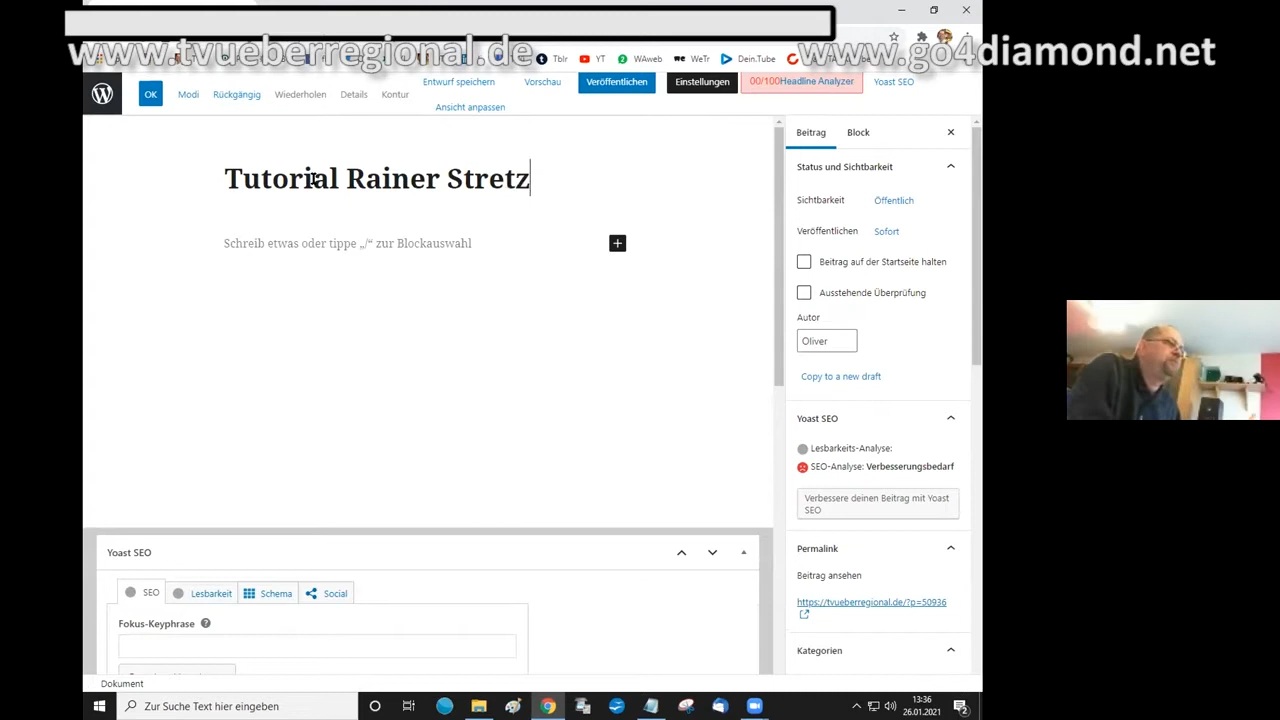 www.tvueberregional.de
www.go4diamond.net
Tblr
YT
WAweb
WeTr
Dein.Tube
OK
Modi
Rückgängig
Wiederholen
Details
Kontur
Entwurf speichern
Vorschau
Veröffentlichen
Einstellungen
00/100Headline Analyzer
Yoast SEO
Ansicht anpassen
Tutorial Rainer Stretz
Schreib etwas oder tippe „/“ zur Blockauswahl
Beitrag
Block
Status und Sichtbarkeit
Sichtbarkeit
Öffentlich
Veröffentlichen
Sofort
Beitrag auf der Startseite halten
Ausstehende Überprüfung
Autor
Oliver
Copy to a new draft
Yoast SEO
Lesbarkeits-Analyse:
SEO-Analyse: Verbesserungsbedarf
Verbessere deinen Beitrag mit Yoast
SEO
Permalink
Beitrag ansehen
https://tvueberregional.de/?p=50936
Kategorien
Yoast SEO
SEO
Lesbarkeit
Schema
Social
Fokus-Keyphrase
Dokument
Zur Suche Text hier eingeben
13:36
26.01.2021
2